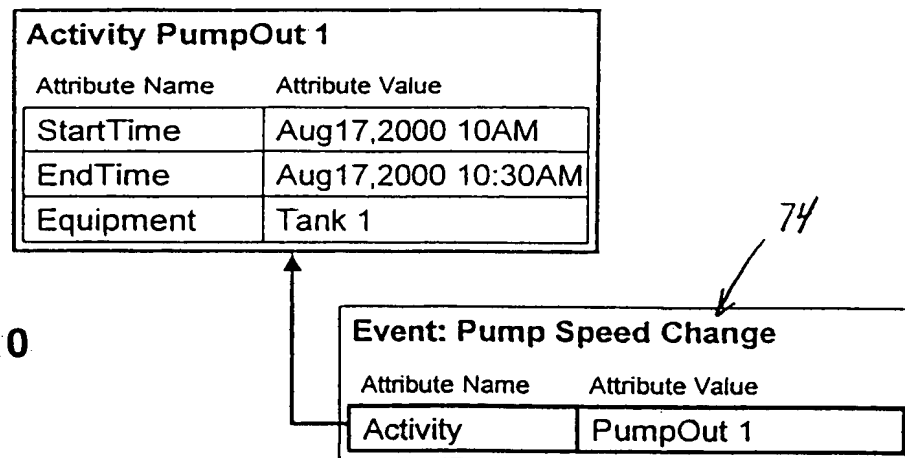 Activity PumpOut 1
Attribute Name Attribute Value
StartTime Aug17,2000 10AM
EndTime Aug17,2000 10:30AM
Equipment Tank 1
74
0
Event: Pump Speed Change
Attribute Name Attribute Value
Activity PumpOut 1